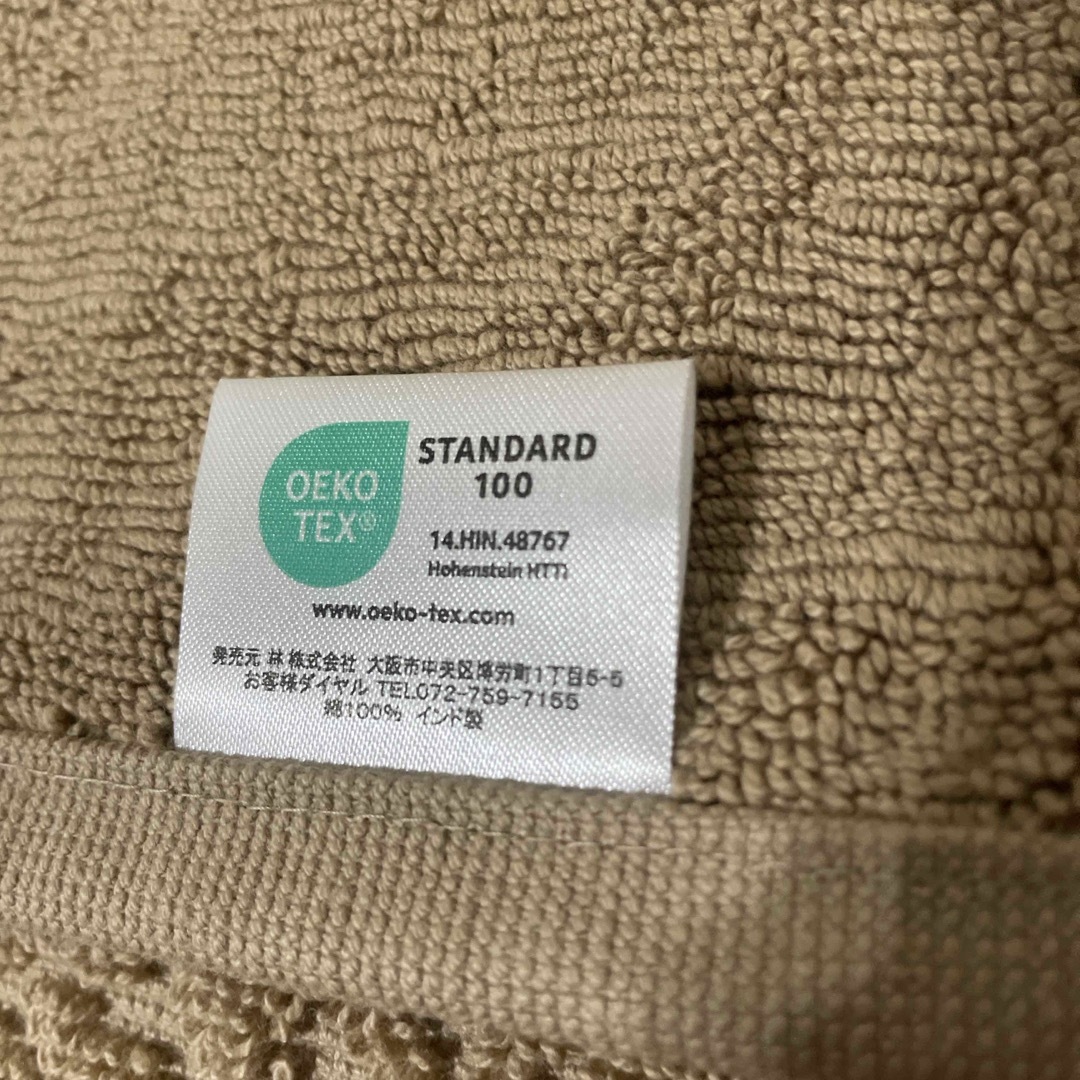 OEKO
TEX®
STANDARD
100
14.HIN.48767
Hohenstein HTTI
www.oeko-tex.com
発売元 林 株式会社 大阪市中央区博労町1丁目5-5
お客様ダイヤル TEL072-759-7155
綿100% インド製